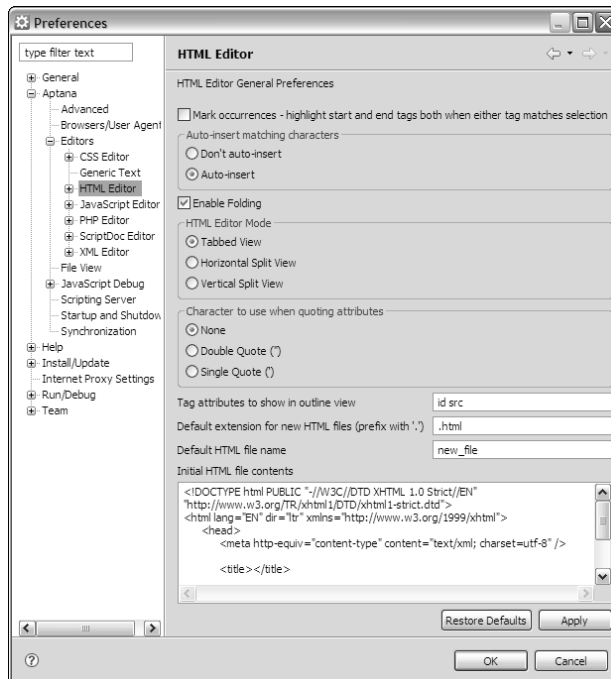 Preferences
type filter text
General
Aptana
Advanced
Browsers/User Agent
Editors
CSS Editor
Generic Text
HTML Editor
JavaScript Editor
PHP Editor
ScriptDoc Editor
XML Editor
File View
JavaScript Debug
Scripting Server
Startup and Shutdow
Synchronization
Help
Install/Update
Internet Proxy Settings
Run/Debug
Team
HTML Editor
HTML Editor General Preferences
Mark occurrences - highlight start and end tags both when either tag matches selection
Auto-insert matching characters
Don't auto-insert
Auto-insert
Enable Folding
HTML Editor Mode
Tabbed View
Horizontal Split View
Vertical Split View
Character to use when quoting attributes
None
Double Quote (")
Single Quote (')
Tag attributes to show in outline view
id src
Default extension for new HTML files (prefix with '.')
.html
Default HTML file name
new_file
Initial HTML file contents
<!DOCTYPE html PUBLIC "-//W3C//DTD XHTML 1.0 Strict//EN"
"http://www.w3.org/TR/xhtml1/DTD/xhtml1-strict.dtd">
<html lang="EN" dir="ltr" xmlns="http://www.w3.org/1999/xhtml">
<head>
<meta http-equiv="content-type" content="text/xml; charset=utf-8" />
<title></title>
Restore Defaults
Apply
?
OK
Cancel